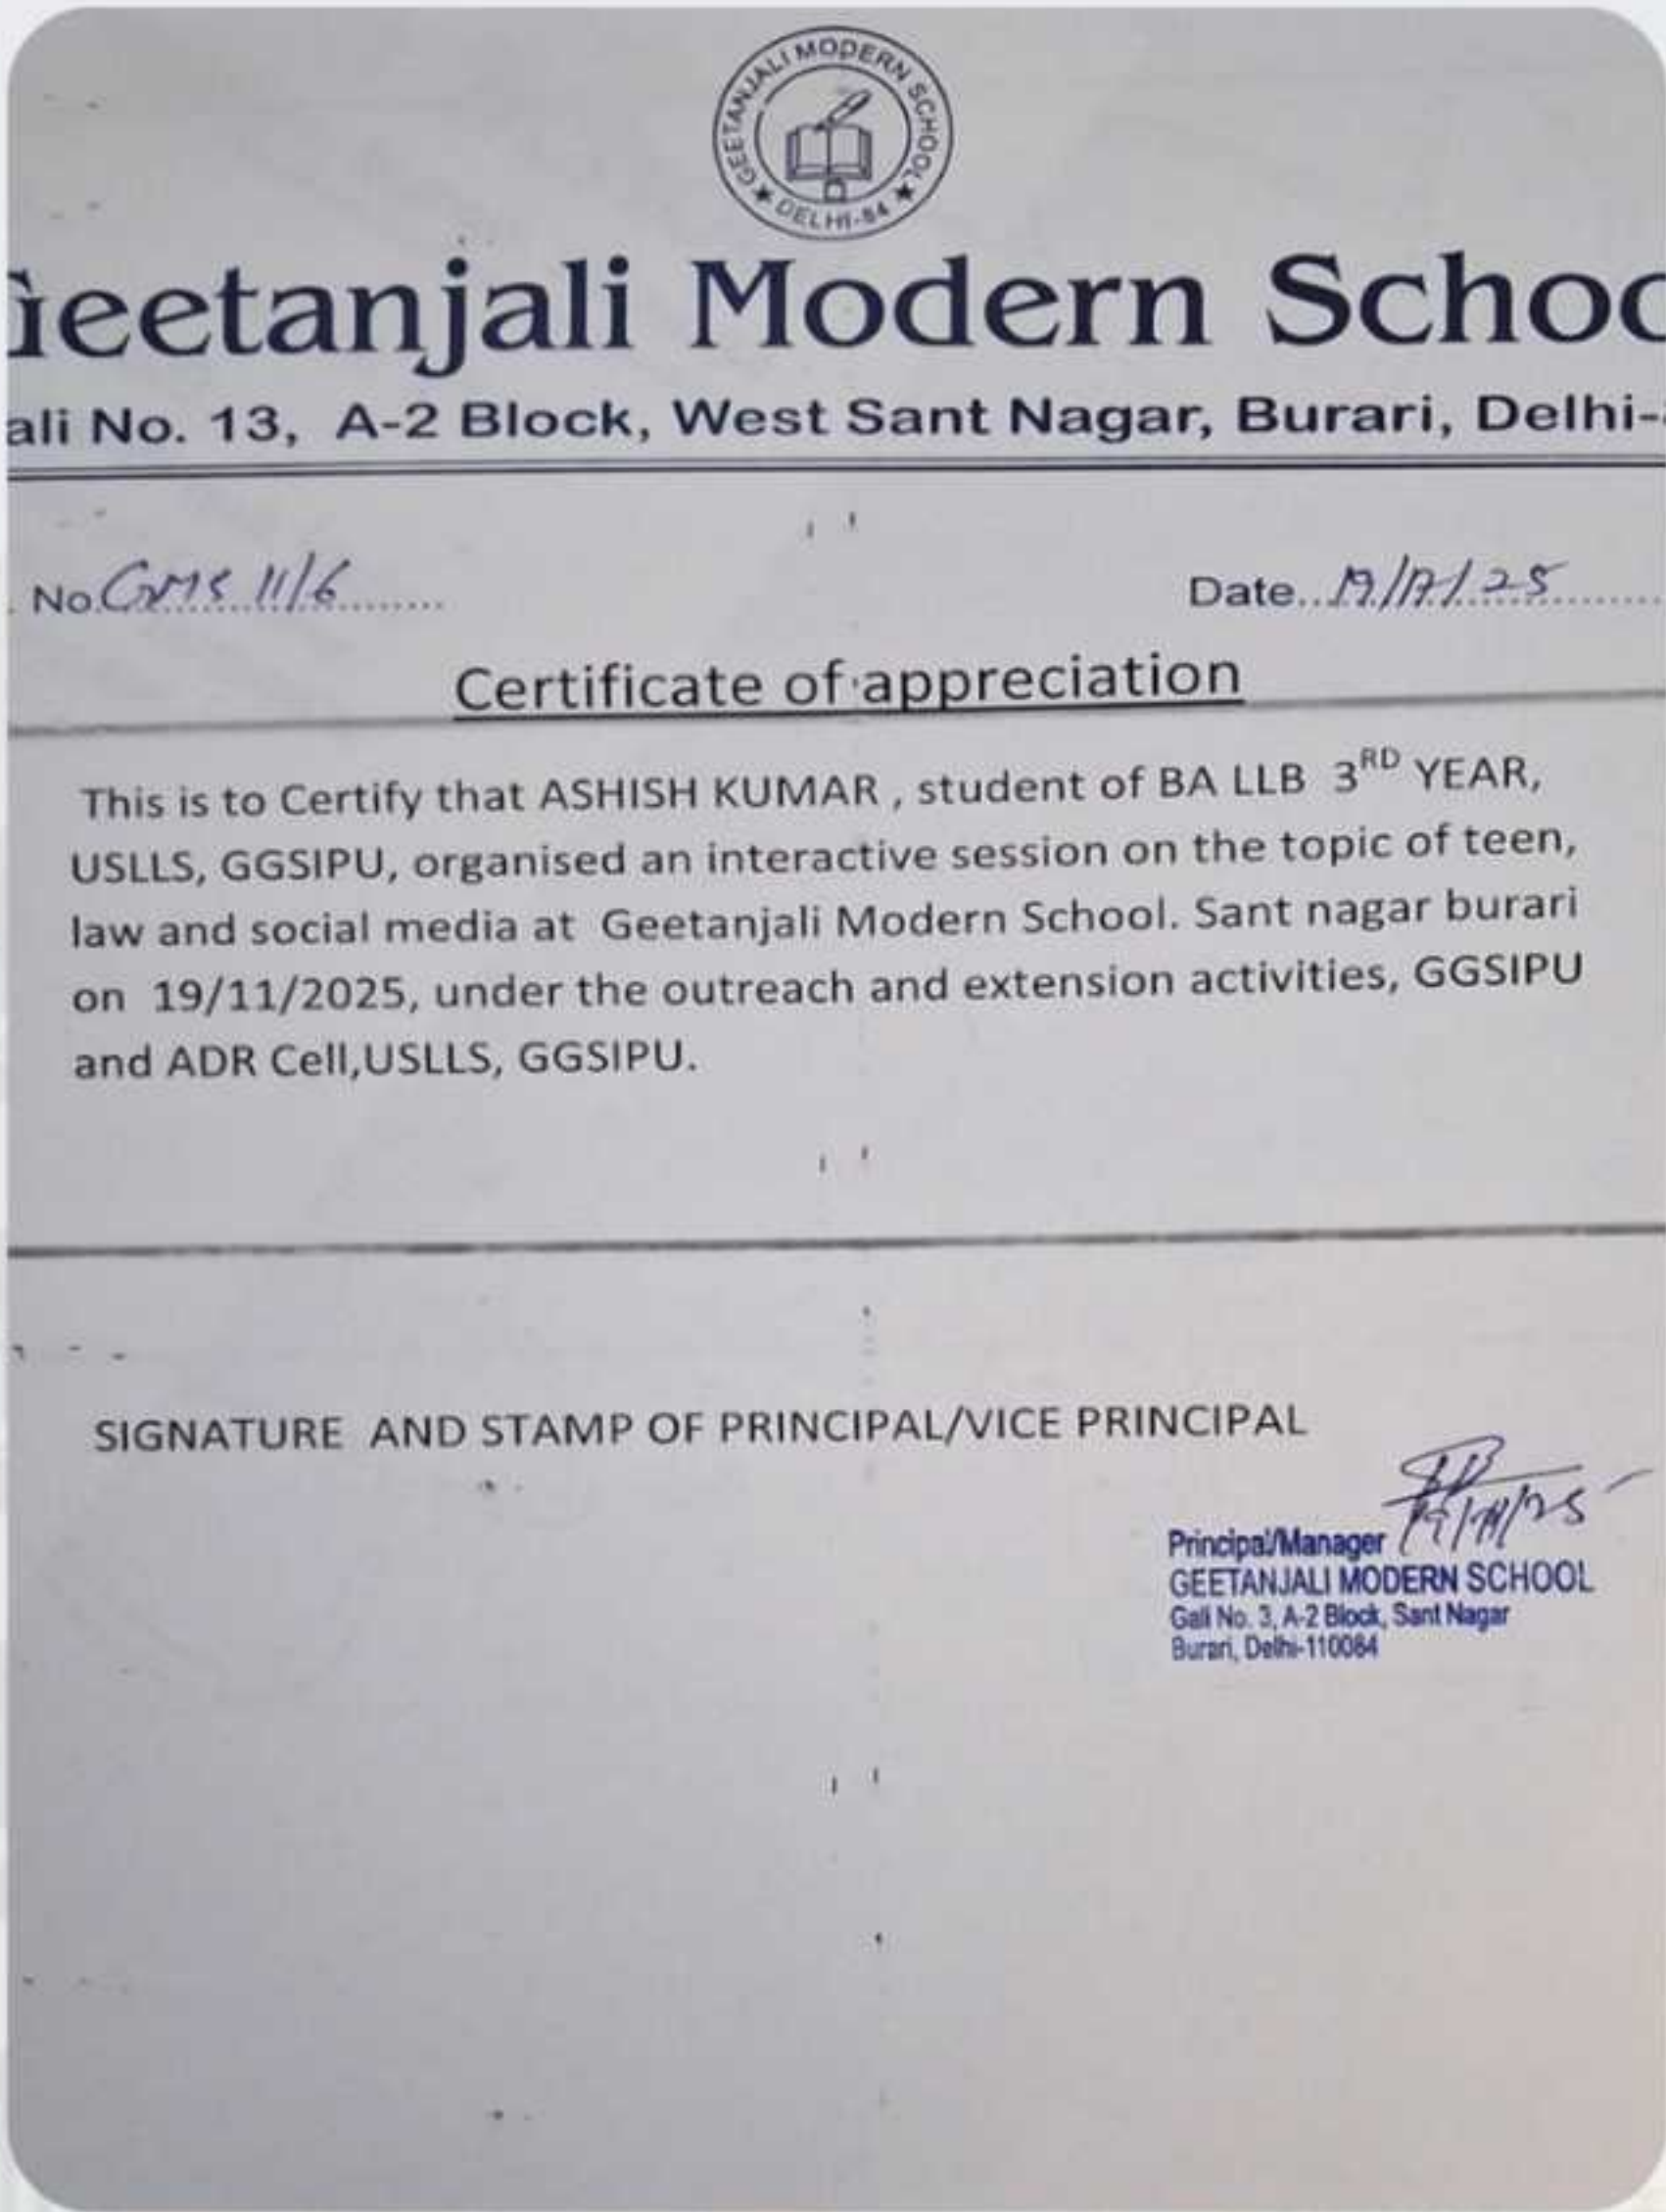 GEETANJALI MODERN SCHOOL
★ DELHI-84 ★
Geetanjali Modern School
ali No. 13, A-2 Block, West Sant Nagar, Burari, Delhi-
No. GMS 11/6
Date.. 19/11/25
Certificate of appreciation
This is to Certify that ASHISH KUMAR , student of BA LLB 3RD YEAR,
USLLS, GGSIPU, organised an interactive session on the topic of teen,
law and social media at Geetanjali Modern School. Sant nagar burari
on 19/11/2025, under the outreach and extension activities, GGSIPU
and ADR Cell,USLLS, GGSIPU.
SIGNATURE AND STAMP OF PRINCIPAL/VICE PRINCIPAL
19/11/25
Principal/Manager
GEETANJALI MODERN SCHOOL
Gali No. 3, A-2 Block, Sant Nagar
Burari, Delhi-110084